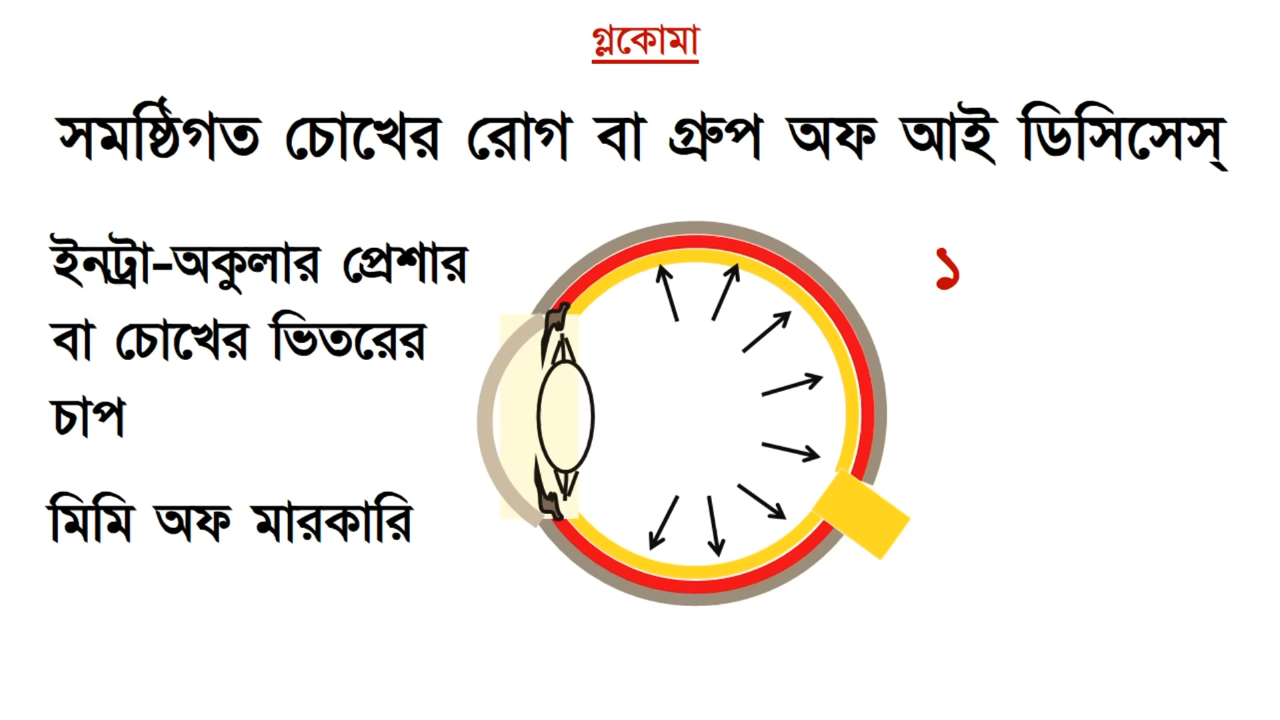 গ্লকোমা
সমষ্ঠিগত চোখের রোগ বা গ্রুপ অফ আই ডিসিসেস্
ইনট্রা-অকুলার প্রেশার
বা চোখের ভিতরের
চাপ
মিমি অফ মারকারি
১